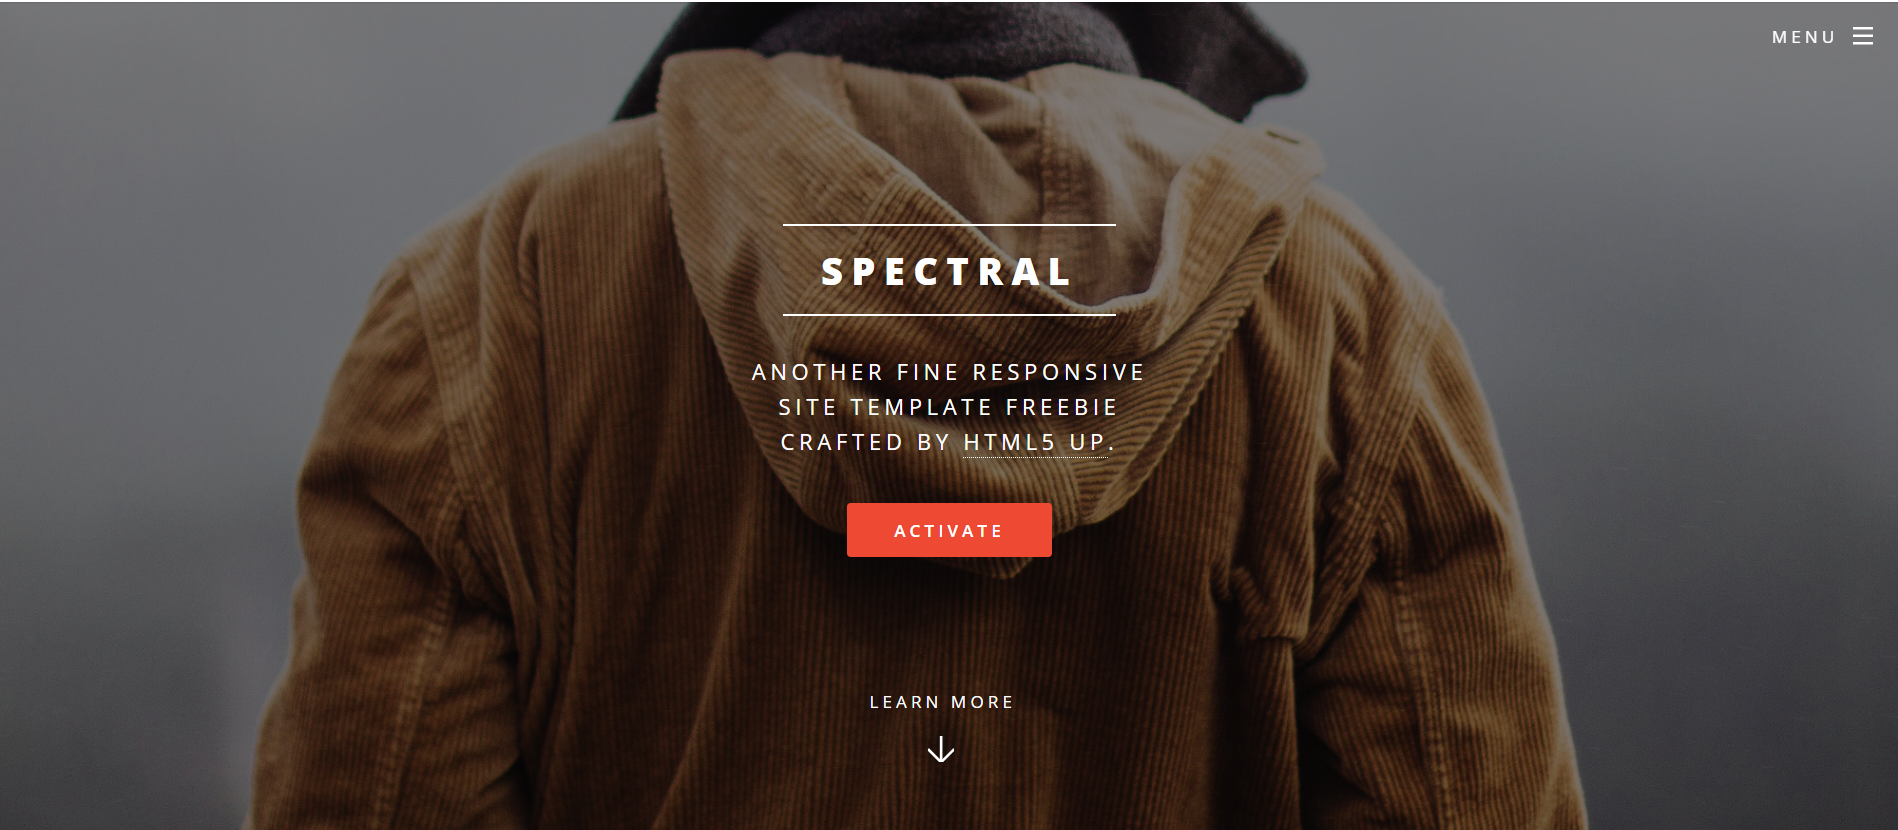 MENU
SPECTRAL
ANOTHER FINE RESPONSIVE
SITE TEMPLATE FREEBIE
CRAFTED BY HTML5 UP.
ACTIVATE
LEARN MORE